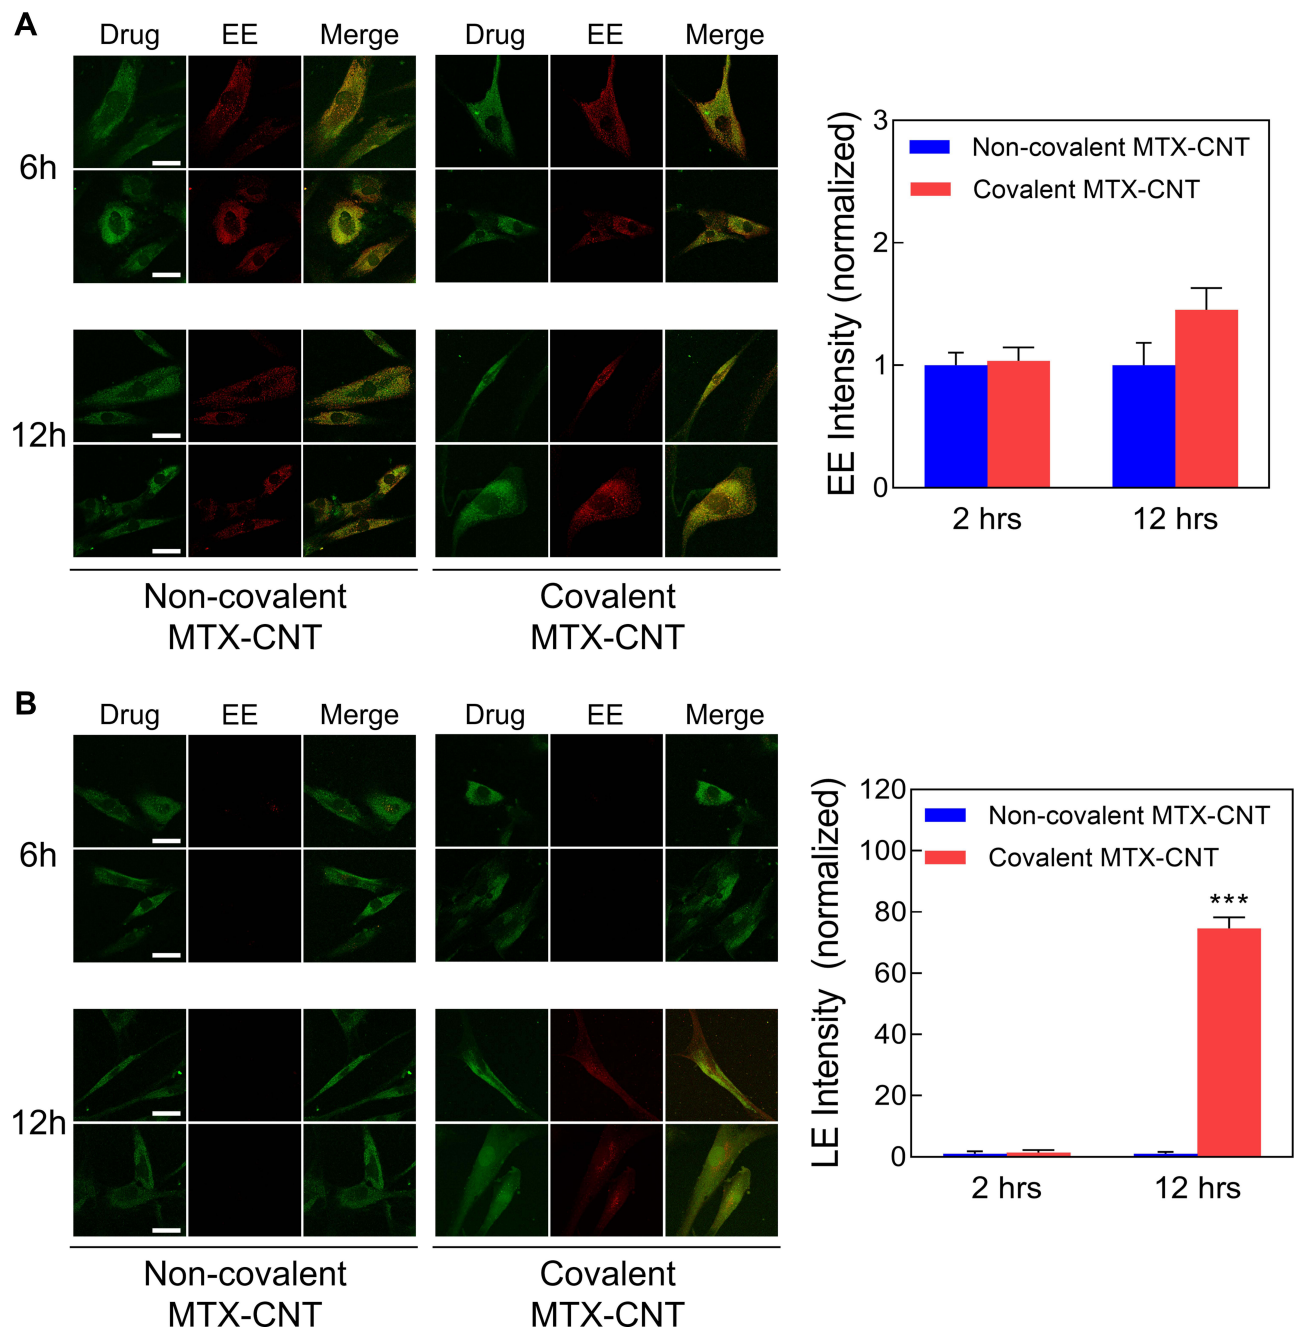 A
Drug EE Merge Drug EE Merge
6h
12h
Non-covalent
MTX-CNT
Covalent
MTX-CNT
EE Intensity (normalized)
3
2
1
0
Non-covalent MTX-CNT
Covalent MTX-CNT
2 hrs 12 hrs
B
Drug EE Merge Drug EE Merge
6h
12h
Non-covalent
MTX-CNT
Covalent
MTX-CNT
LE Intensity (normalized)
120
100
80
60
40
20
0
Non-covalent MTX-CNT
Covalent MTX-CNT
***
2 hrs 12 hrs